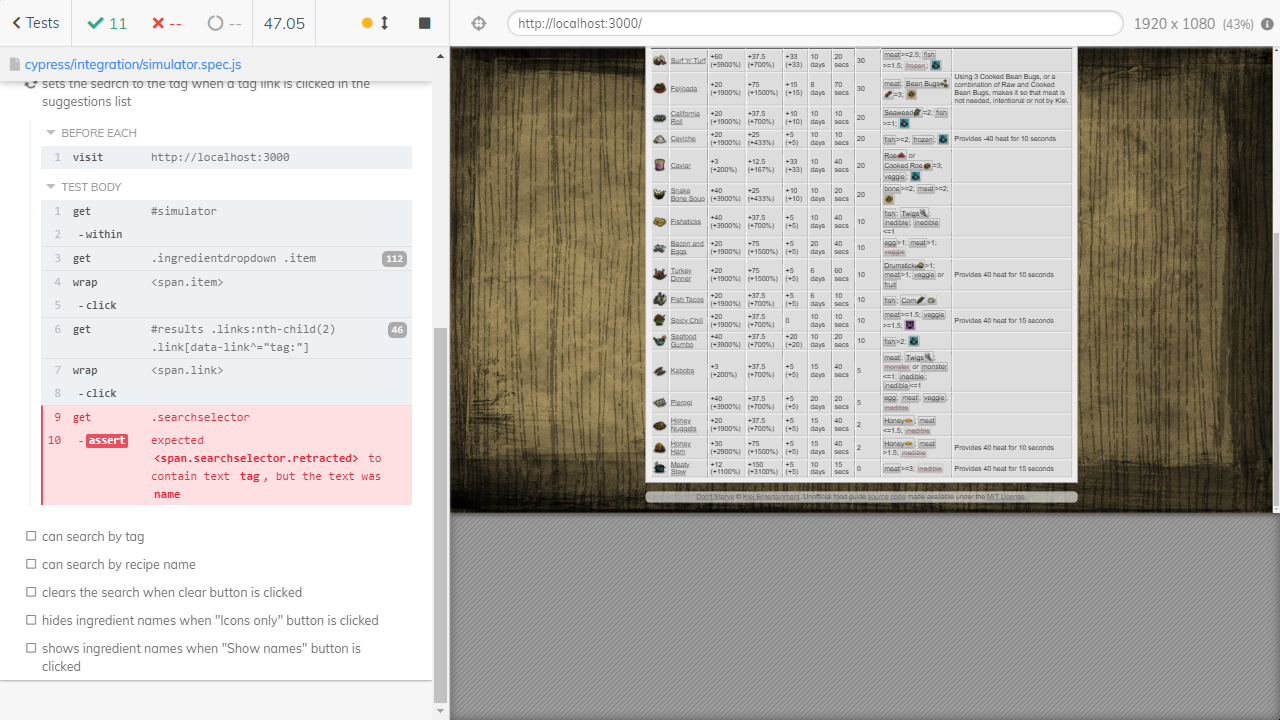 Tests
11
--
--
47.05
http://localhost:3000/
1920 x 1080 (43%)
cypress/integration/simulator.spec.js
sets the search to the tag when a tag link is clicked in the
suggestions list
BEFORE EACH
1 visit http://localhost:3000
TEST BODY
1 get #simulator
2 -within
3 get .ingredientdropdown .item 112
4 wrap <span.item>
5 -click
6 get #results .links:nth-child(2) 46
.link[data-link^="tag:"]
7 wrap <span.link>
8 -click
9 get .searchselector
10 -assert expected
<span.searchselector.retracted> to
contain text tag, but the text was
name
can search by tag
can search by recipe name
clears the search when clear button is clicked
hides ingredient names when "Icons only" button is clicked
shows ingredient names when "Show names" button is
clicked
Surf 'n' Turf +60 (+5900%) +37.5 (+700%) +33 (+33) 10 days 20 secs 30 meat>=2.5; fish>=1.5; frozen;
Feijoada +20 (+1900%) +75 (+1500%) +15 (+15) 8 days 70 secs 30 meat; Bean Bugs=3; Using 3 Cooked Bean Bugs, or a combination of Raw and Cooked Bean Bugs, makes it so that meat is not needed, intentional or not by Klei.
California Roll +20 (+1900%) +37.5 (+700%) +10 (+10) 10 days 10 secs 20 Seaweed=2; fish>=1;
Ceviche +20 (+1900%) +25 (+433%) +5 (+5) 10 days 10 secs 20 fish>=2; frozen; Provides -40 heat for 10 seconds
Caviar +3 (+200%) +12.5 (+167%) +33 (+33) 10 days 40 secs 20 Roe or Cooked Roe=3; veggie;
Snake Bone Soup +40 (+3900%) +25 (+433%) +10 (+10) 10 days 20 secs 20 bone>=2; meat>=2;
Fishsticks +40 (+3900%) +37.5 (+700%) +5 (+5) 10 days 40 secs 10 fish; Twigs; inedible; inedible<=1
Bacon and Eggs +20 (+1900%) +75 (+1500%) +5 (+5) 20 days 40 secs 10 egg>1; meat>1; veggie
Turkey Dinner +20 (+1900%) +75 (+1500%) +5 (+5) 6 days 60 secs 10 Drumstick>1; meat>1; veggie or fruit Provides 40 heat for 10 seconds
Fish Tacos +20 (+1900%) +37.5 (+700%) +5 (+5) 6 days 10 secs 10 fish; Corn
Spicy Chili +20 (+1900%) +37.5 (+700%) 0 10 days 10 secs 10 meat>=1.5; veggie>=1.5; Provides 40 heat for 15 seconds
Seafood Gumbo +40 (+3900%) +37.5 (+700%) +20 (+20) 10 days 20 secs 10 fish>2;
Kabobs +3 (+200%) +37.5 (+700%) +5 (+5) 15 days 40 secs 5 meat; Twigs; monster or monster<=1; inedible; inedible<=1
Pierogi +40 (+3900%) +37.5 (+700%) +5 (+5) 20 days 20 secs 5 egg; meat; veggie; inedible
Honey Nuggets +20 (+1900%) +37.5 (+700%) +5 (+5) 15 days 40 secs 2 Honey; meat<=1.5; inedible
Honey Ham +30 (+2900%) +75 (+1500%) +5 (+5) 15 days 40 secs 2 Honey; meat>1.5; inedible Provides 40 heat for 10 seconds
Meaty Stew +12 (+1100%) +150 (+3100%) +5 (+5) 10 days 15 secs 0 meat>=3; inedible Provides 40 heat for 15 seconds
Don't Starve © Klei Entertainment. Unofficial food guide source code made available under the MIT License.